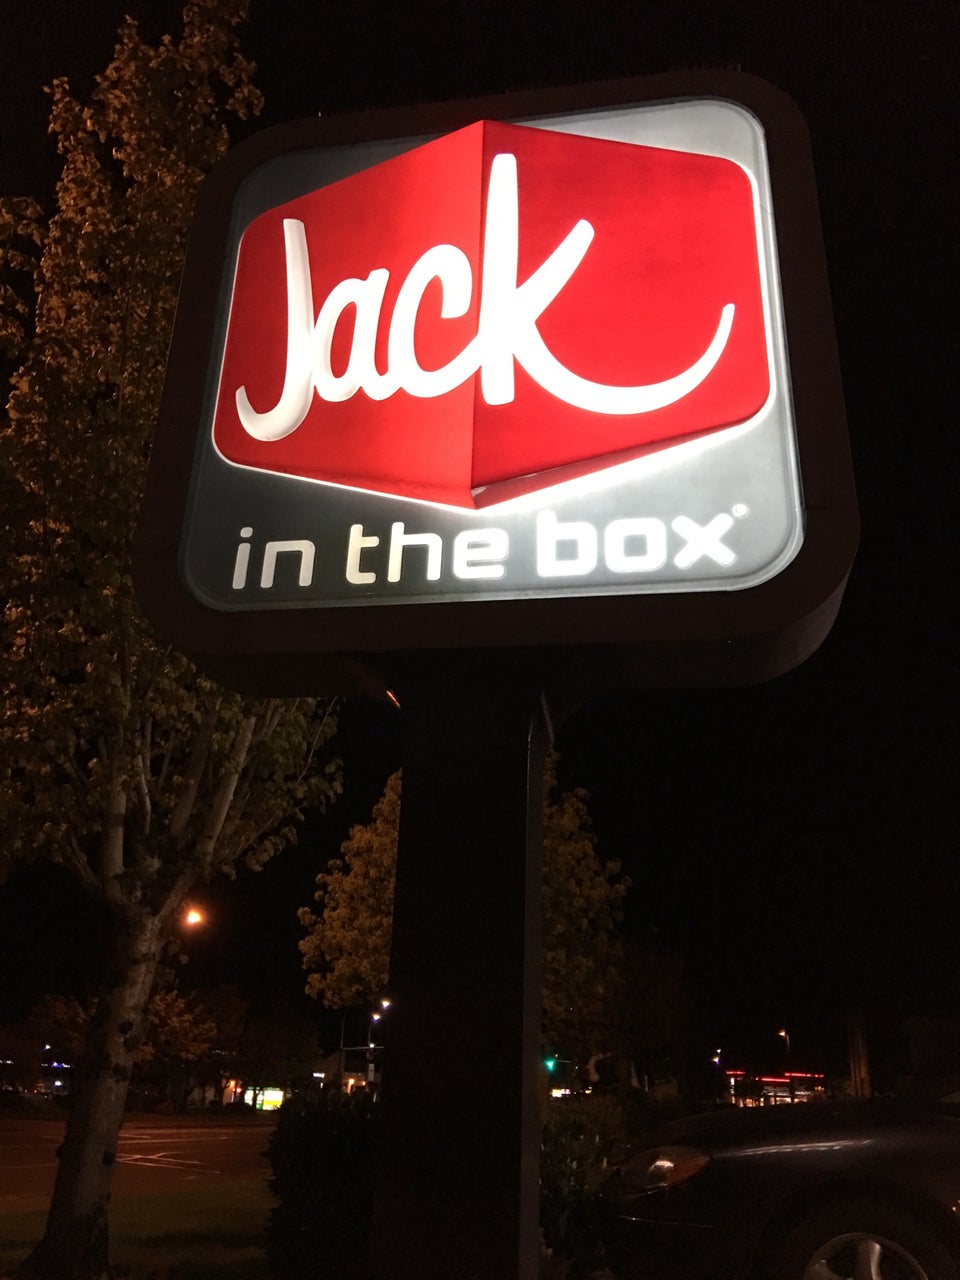 Jack
in the box®